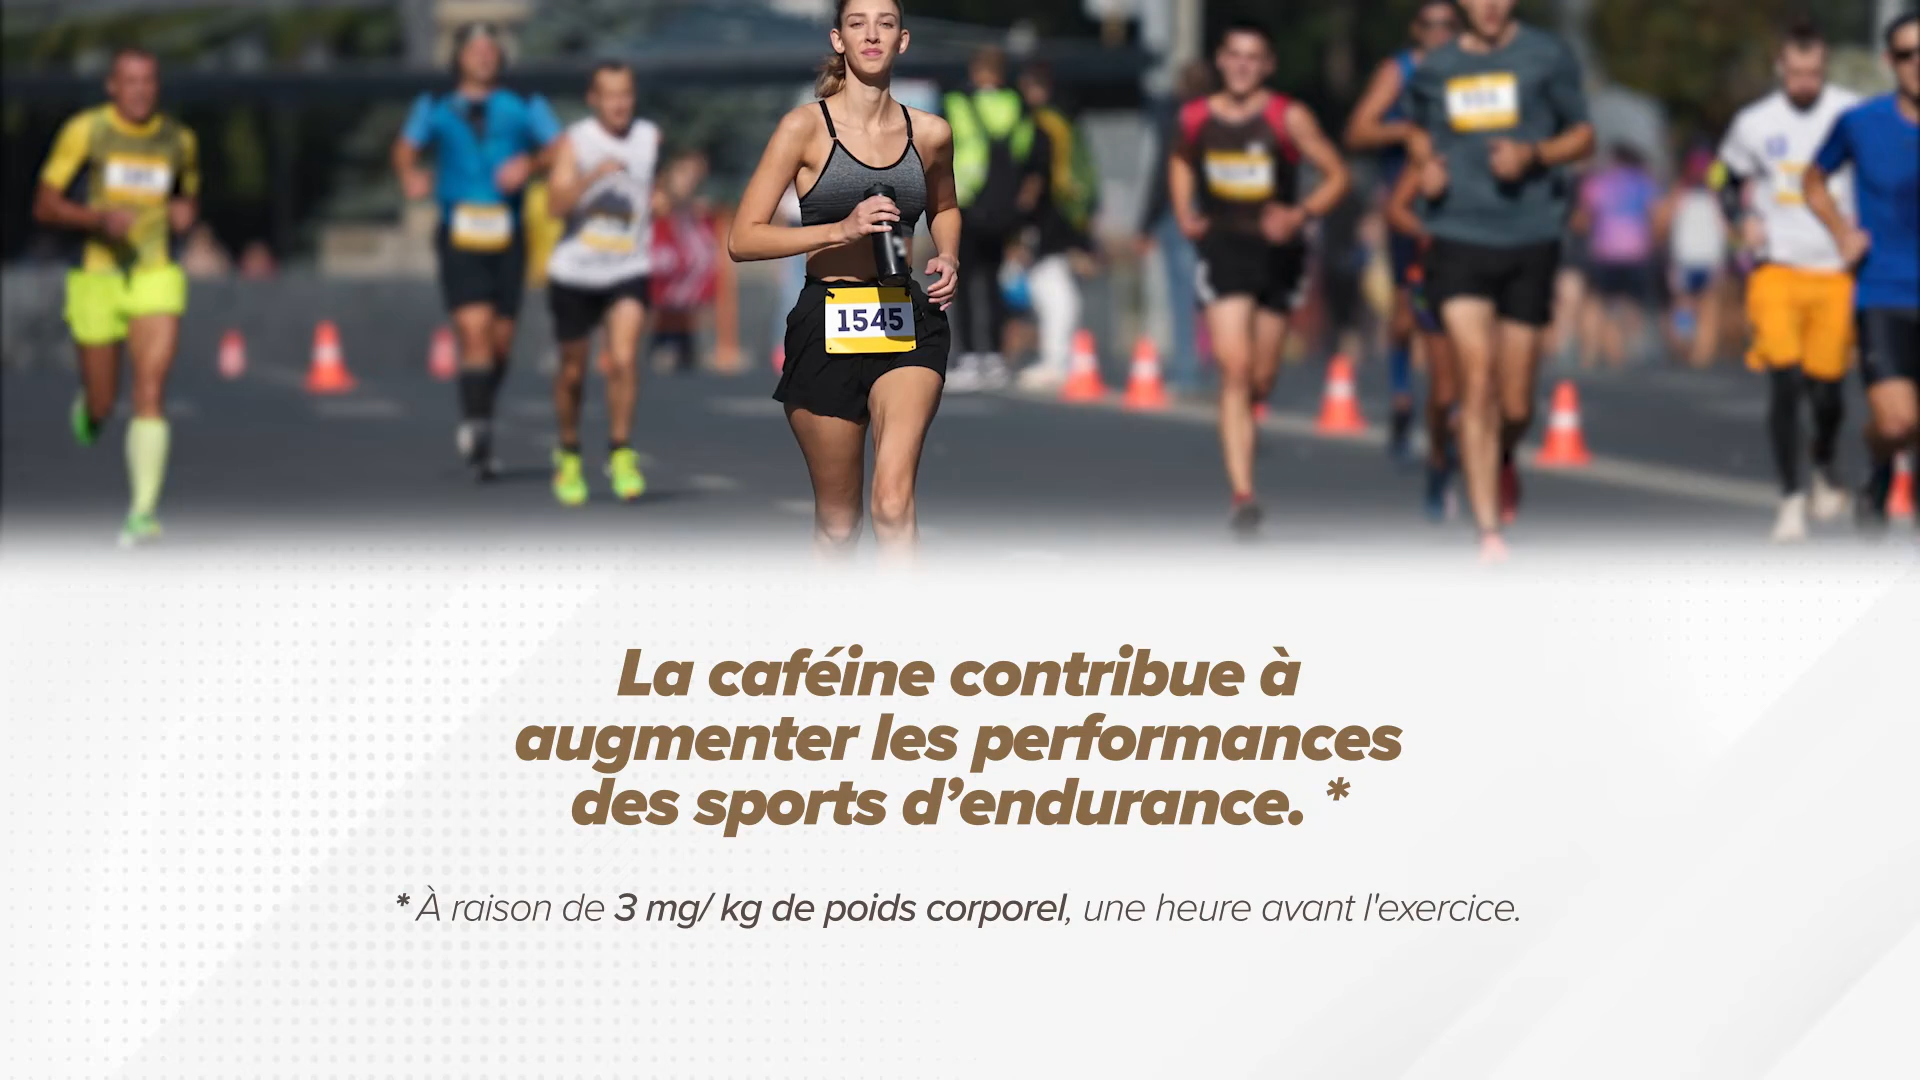 1545
La caféine contribue à
augmenter les performances
des sports d’endurance. *
* À raison de 3 mg/ kg de poids corporel, une heure avant l'exercice.